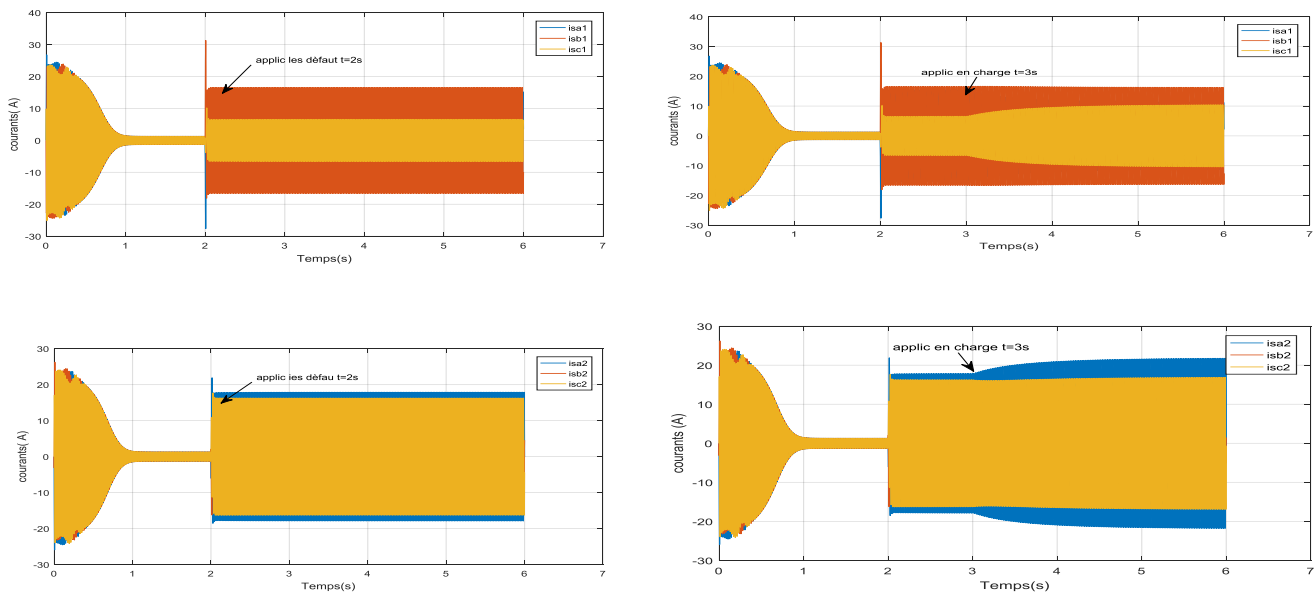 40
30
20
10
0
-10
-20
-30
courants( A)
isa1
isb1
isc1
applic les dèfaut t=2s
0 1 2 3 4 5 6 7
Temps(s)
40
30
20
10
0
-10
-20
-30
courants (A)
isa1
isb1
isc1
applic en charge t=3s
0 1 2 3 4 5 6 7
Temps(s)
30
20
10
0
-10
-20
-30
courants( A)
isa2
isb2
isc2
applic ies dèfau t=2s
0 1 2 3 4 5 6 7
Temps(s)
30
20
10
0
-10
-20
-30
courants (A)
isa2
isb2
isc2
applic en charge t=3s
0 1 2 3 4 5 6 7
Temps(s)